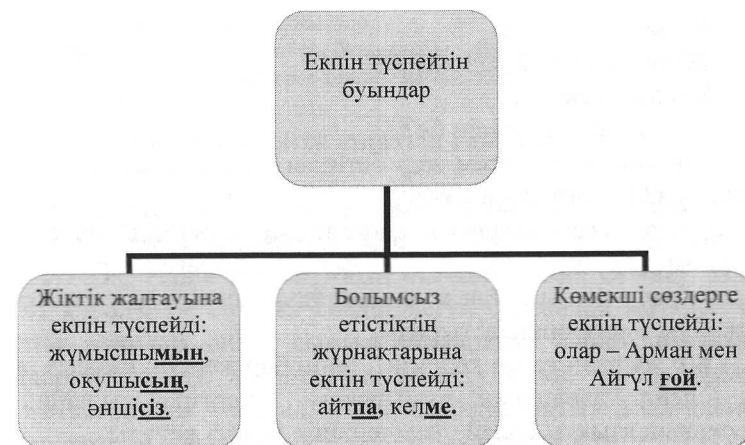 Екпін түспейтін
буындар
Жіктік жалғауына
екпін түспейді:
жұмысшымын,
оқушысың,
әншісіз.
Болымсыз
етістіктің
жұрнақтарына
екпін түспейді:
айтпа, келме.
Көмекші сөздерге
екпін түспейді:
олар – Арман мен
Айгүл ғой.